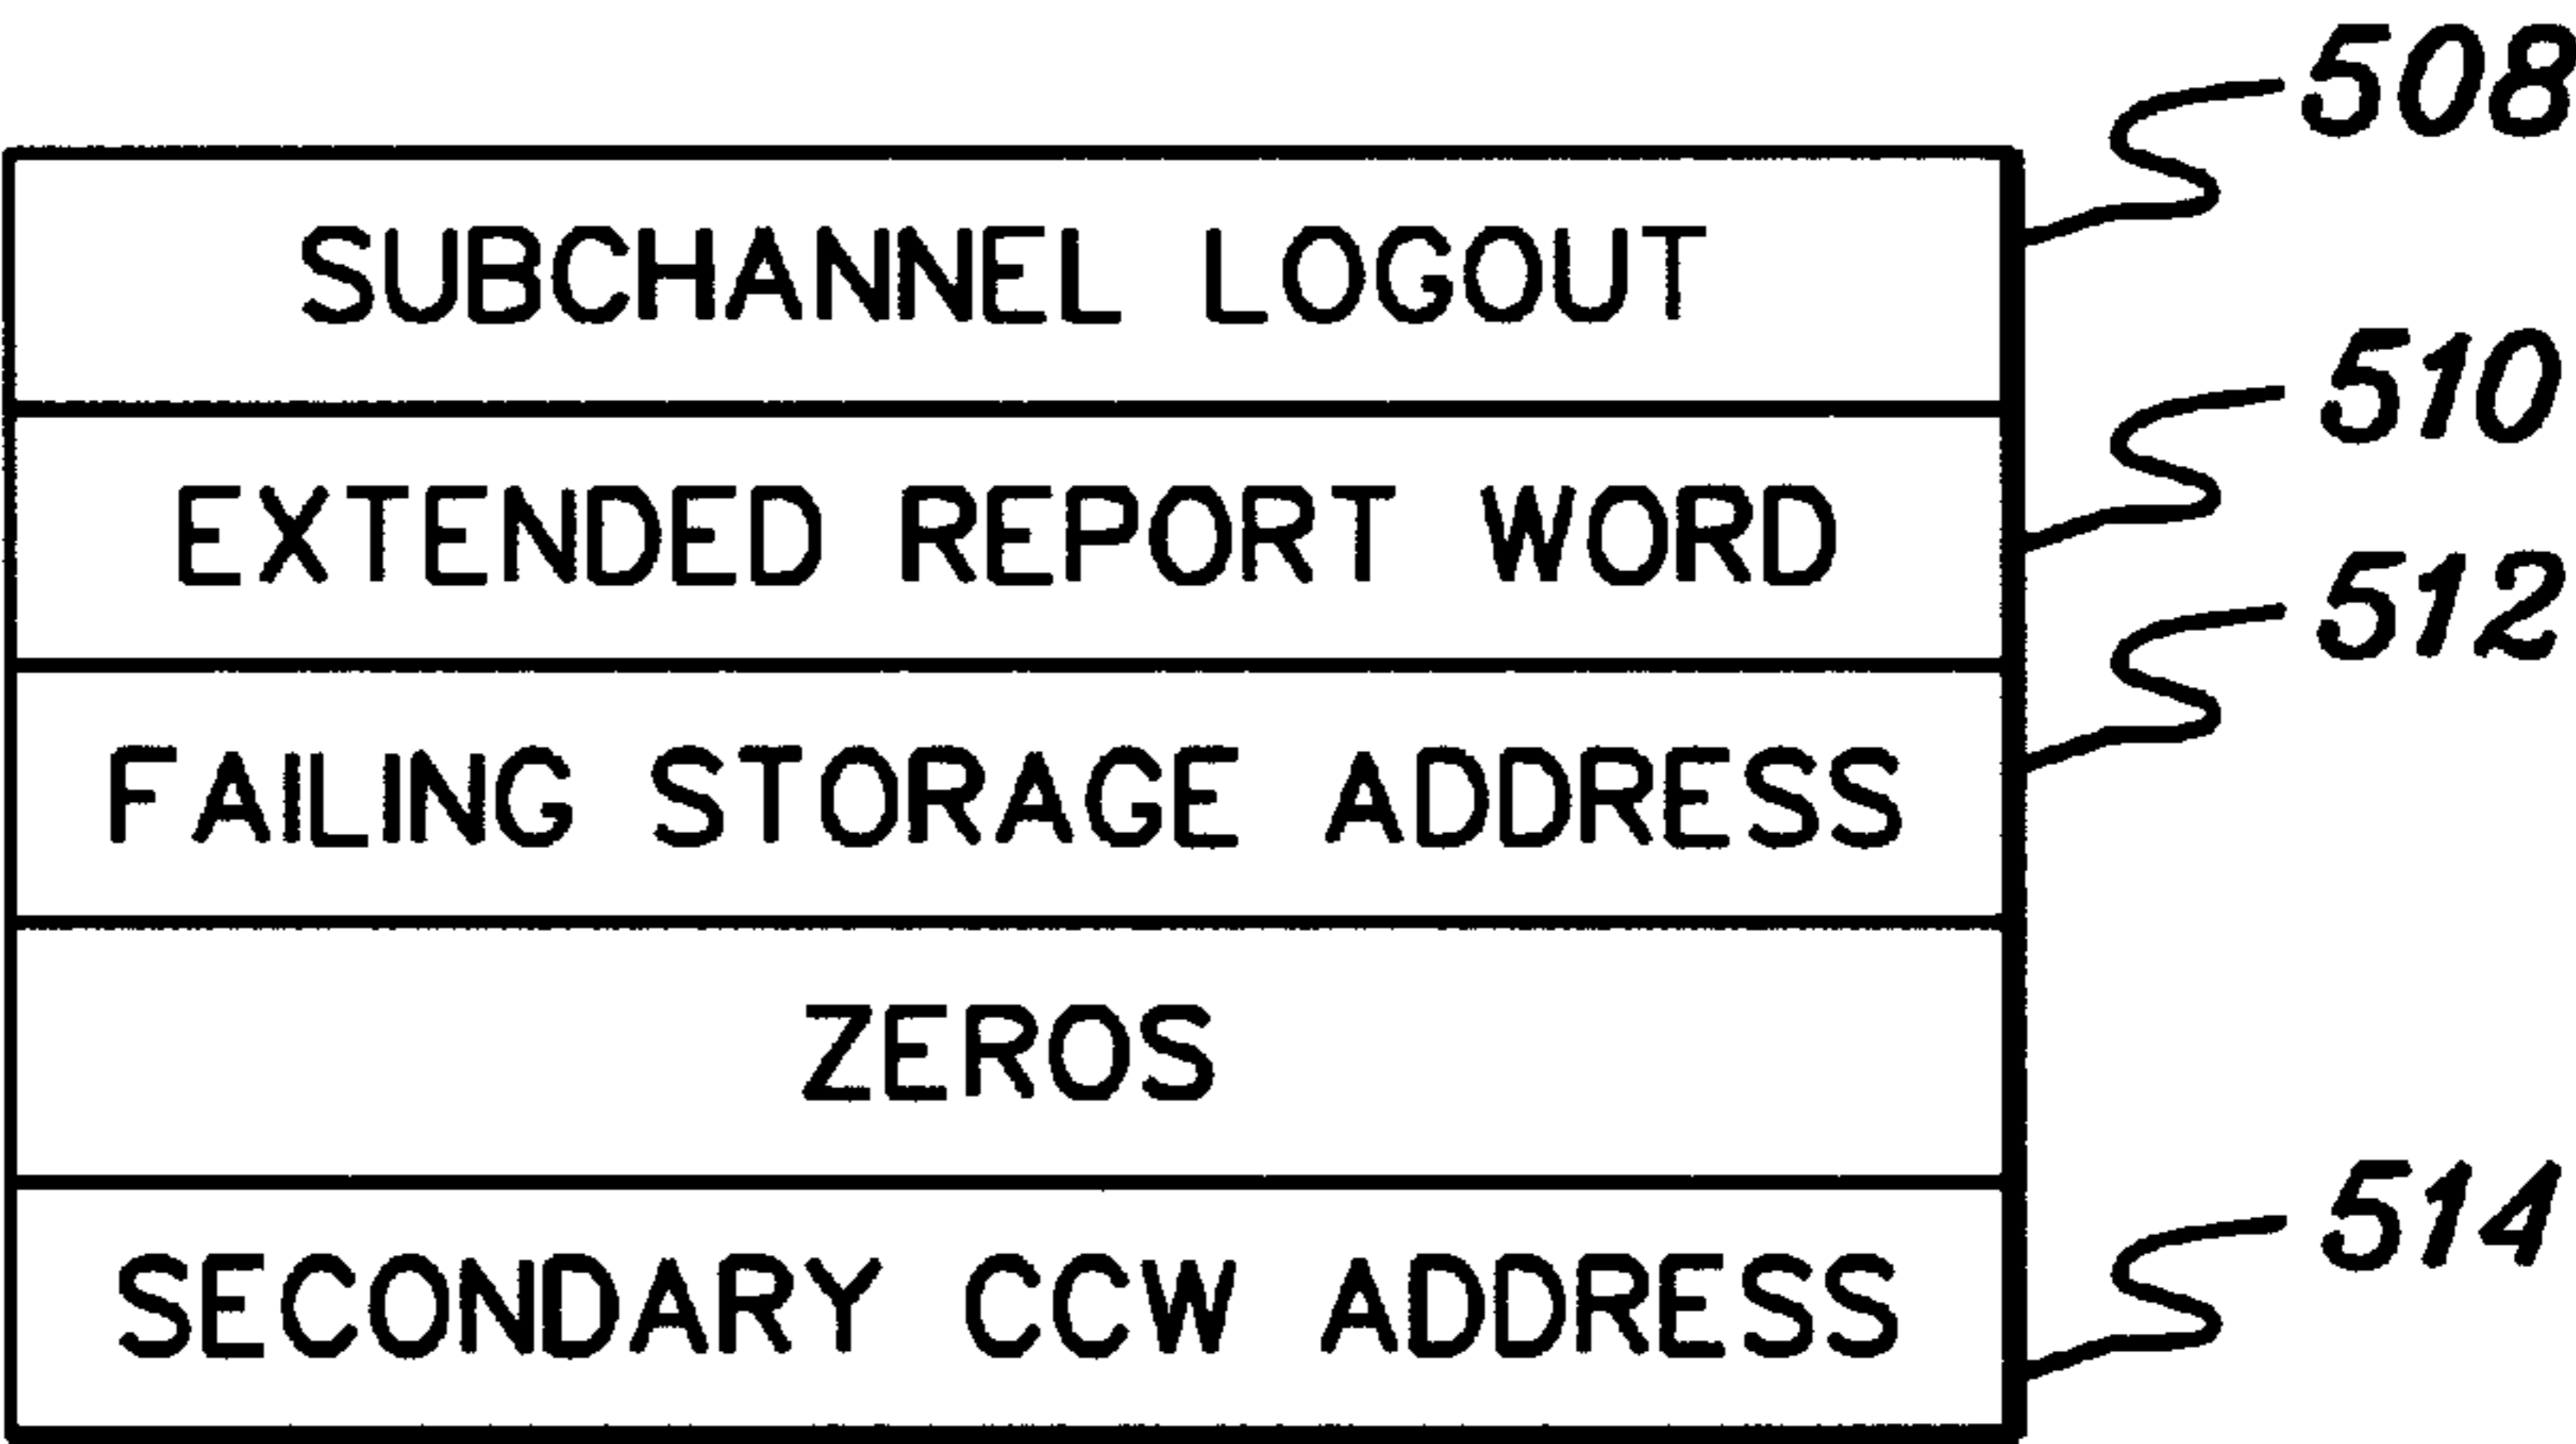 508
SUBCHANNEL LOGOUT
510
EXTENDED REPORT WORD
512
FAILING STORAGE ADDRESS
ZEROS
514
SECONDARY CCW ADDRESS